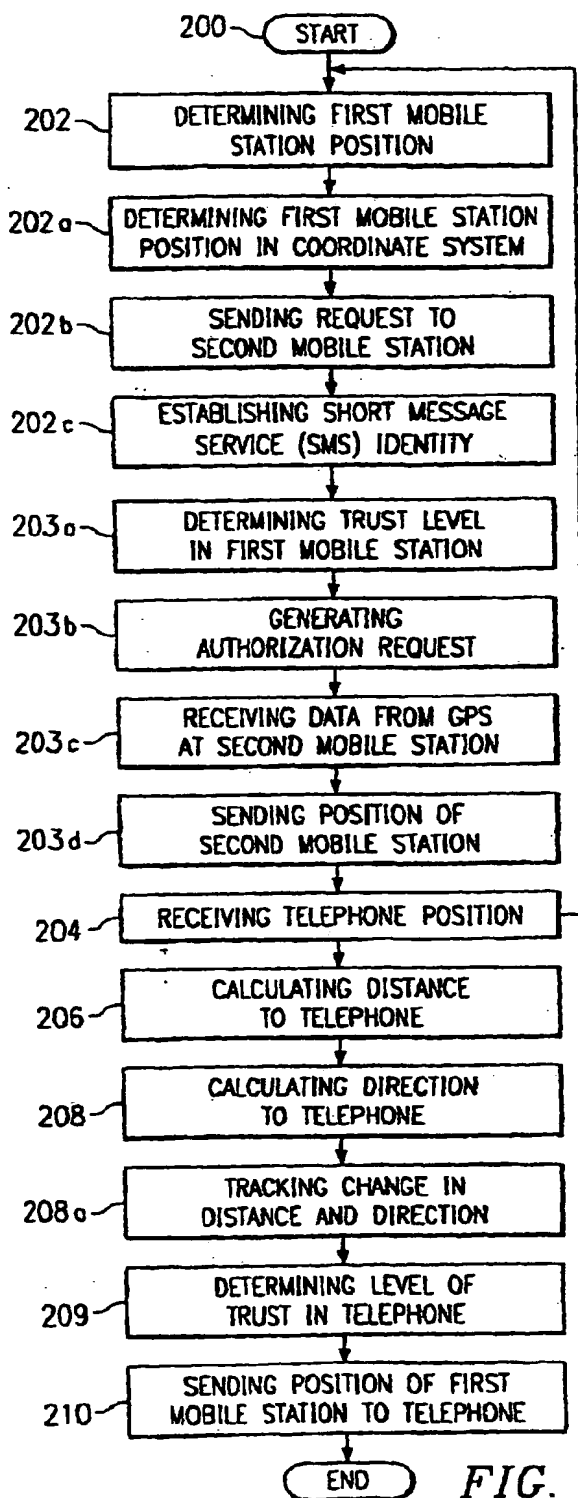 200 START
202 DETERMINING FIRST MOBILE
STATION POSITION
202a DETERMINING FIRST MOBILE STATION
POSITION IN COORDINATE SYSTEM
202b SENDING REQUEST TO
SECOND MOBILE STATION
202c ESTABLISHING SHORT MESSAGE
SERVICE (SMS) IDENTITY
203a DETERMINING TRUST LEVEL
IN FIRST MOBILE STATION
203b GENERATING
AUTHORIZATION REQUEST
203c RECEIVING DATA FROM GPS
AT SECOND MOBILE STATION
203d SENDING POSITION OF
SECOND MOBILE STATION
204 RECEIVING TELEPHONE POSITION
206 CALCULATING DISTANCE
TO TELEPHONE
208 CALCULATING DIRECTION
TO TELEPHONE
208a TRACKING CHANGE IN
DISTANCE AND DIRECTION
209 DETERMINING LEVEL OF
TRUST IN TELEPHONE
210 SENDING POSITION OF FIRST
MOBILE STATION TO TELEPHONE
END FIG.